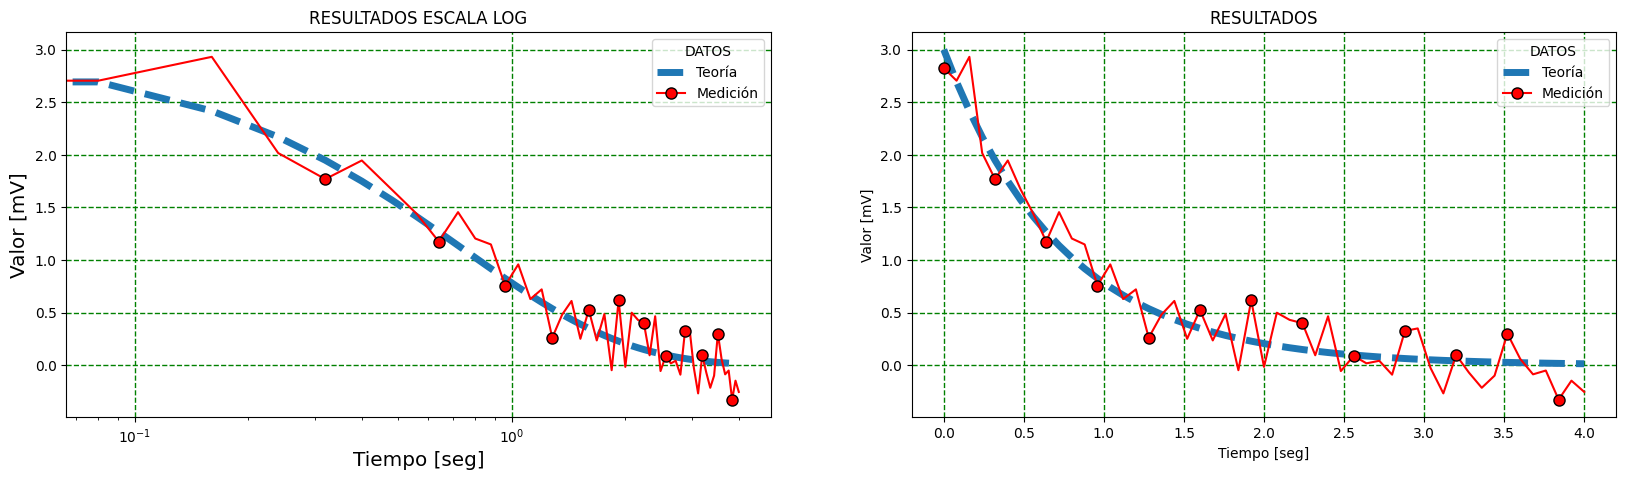 RESULTADOS ESCALA LOG
DATOS
Teoría
Medición
3.0
2.5
2.0
1.5
1.0
0.5
0.0
Valor [mV]
10⁻¹
10⁰
Tiempo [seg]
RESULTADOS
DATOS
Teoría
Medición
3.0
2.5
2.0
1.5
1.0
0.5
0.0
Valor [mV]
0.0 0.5 1.0 1.5 2.0 2.5 3.0 3.5 4.0
Tiempo [seg]